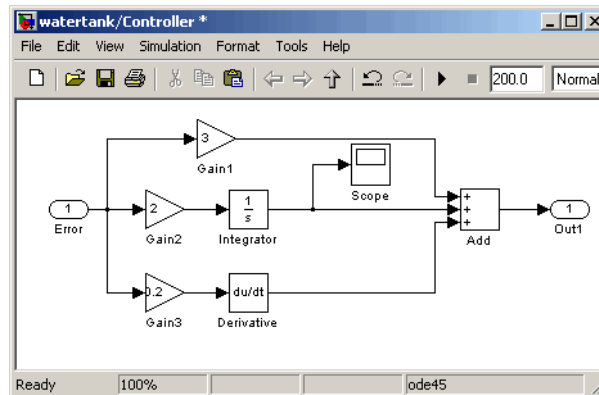 watertank/Controller *
File Edit View Simulation Format Tools Help
200.0 Normal
3
Gain1
Scope
1
Error
2
Gain2
1
s
Integrator
+
+
+
Add
1
Out1
0.2
Gain3
du/dt
Derivative
Ready 100% ode45